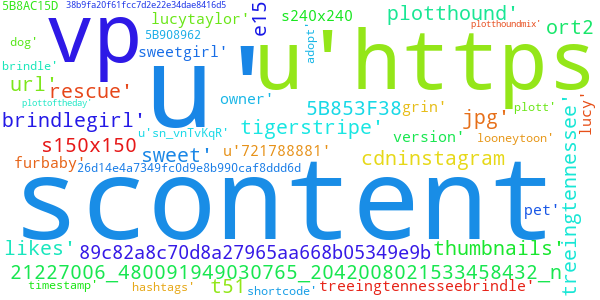 5B8AC15D
38b9fa20f61fcc7d2e22e34dae8416d5
vp
lucytaylor'
e15
s240x240
plotthound'
plotthoundmix'
ort2
dog'
5B908962
sweetgirl'
u'
u'https
adopt'
brindle'
url'
rescue'
owner'
5B853F38
grin'
jpg'
plott'
plottoftheday'
brindlegirl'
u'sn_vnTvKqR'
tigerstripe'
version'
looneytoon'
lucy'
treeingtennessee'
s150x150
sweet'
u'721788881'
cdninstagram
furbaby'
26d14e4a7349fc0d9e8b990caf8ddd6d
scontent
pet'
likes'
89c82a8c70d8a27965aa668b05349e9b
thumbnails'
21227006_480091949030765_2042008021533458432_n
timestamp'
hashtags'
t51
shortcode'
treeingtennesseebrindle'